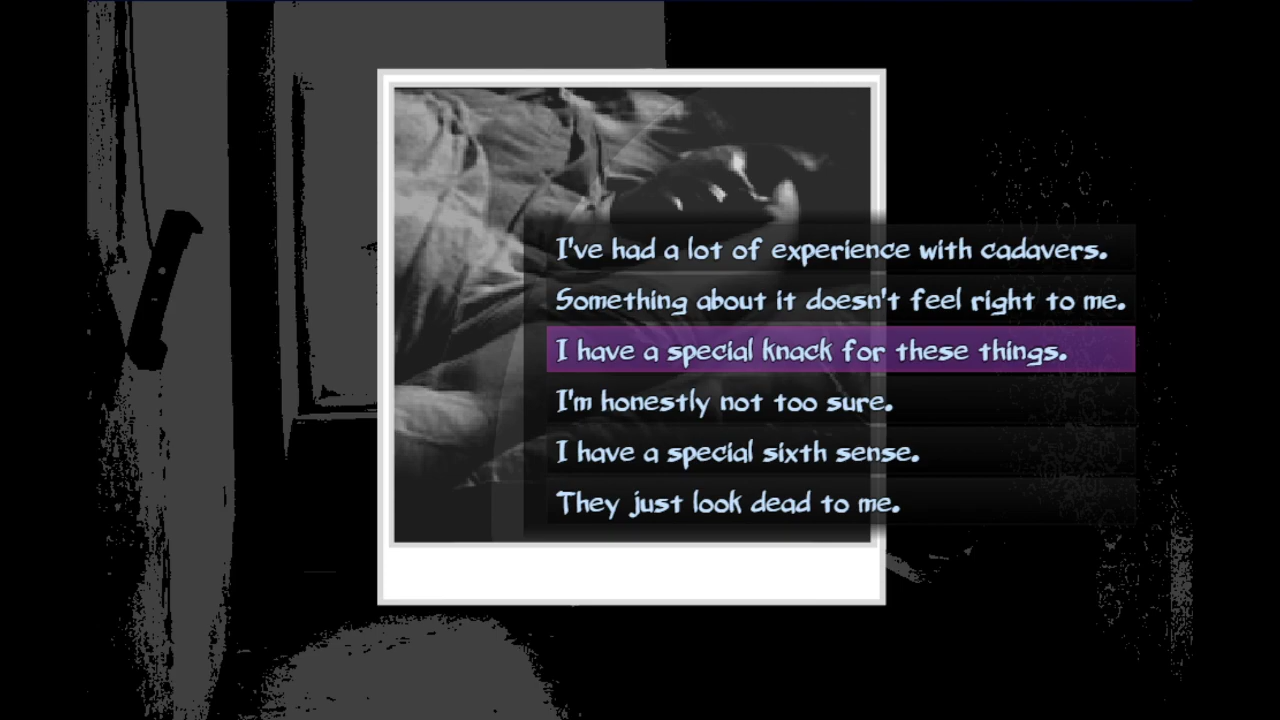 I've had a lot of experience with cadavers.
Something about it doesn't feel right to me.
I have a special knack for these things.
I'm honestly not too sure.
I have a special sixth sense.
They just look dead to me.